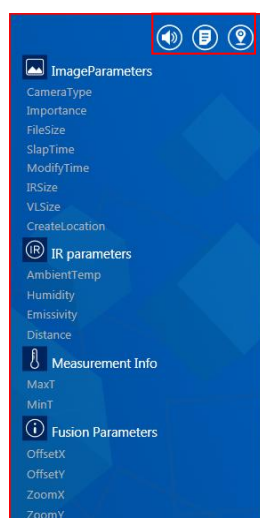 ImageParameters
CameraType
Importance
FileSize
SlapTime
ModifyTime
IRSize
VLSize
CreateLocation
IR
IR parameters
AmbientTemp
Humidity
Emissivity
Distance
Measurement Info
MaxT
MinT
Fusion Parameters
OffsetX
OffsetY
ZoomX
ZoomY